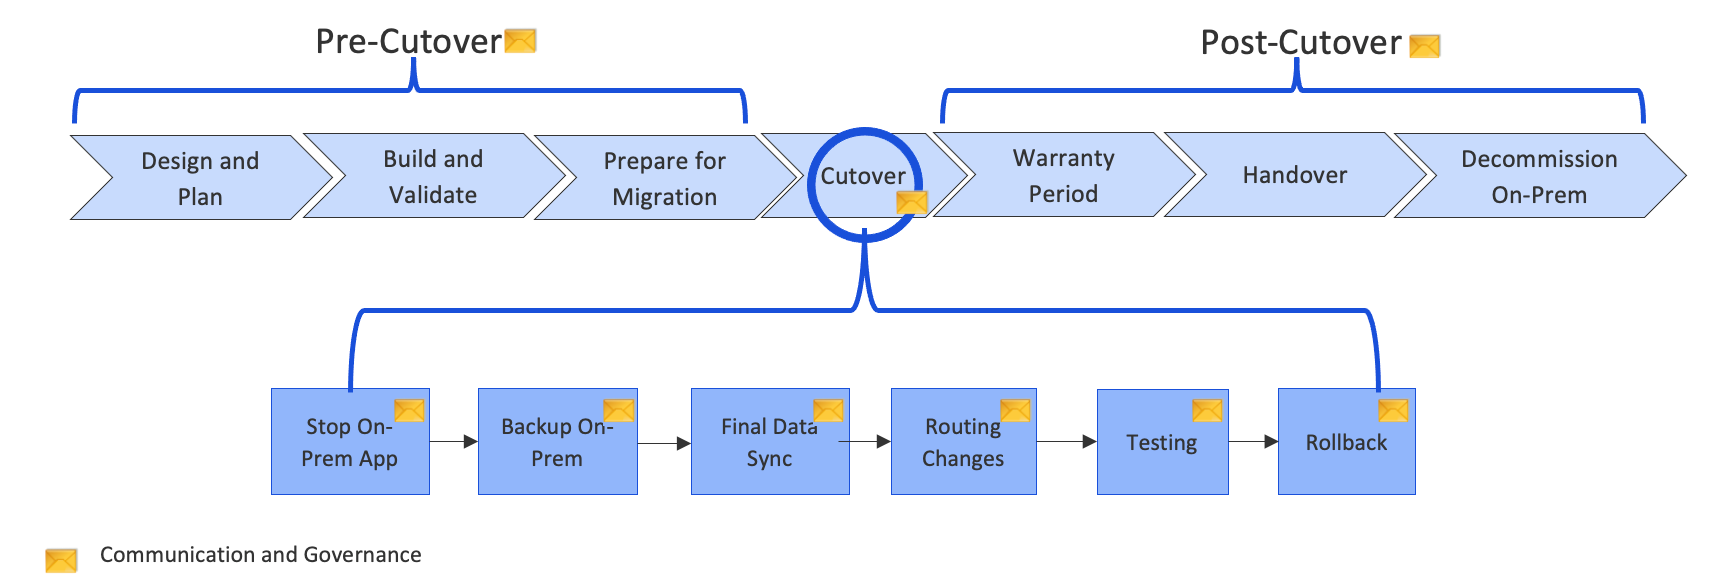 Pre-Cutover
Post-Cutover
Design and
Plan
Build and
Validate
Prepare for
Migration
Cutover
Warranty
Period
Handover
Decommission
On-Prem
Stop On-
Prem App
Backup On-
Prem
Final Data
Sync
Routing
Changes
Testing
Rollback
Communication and Governance